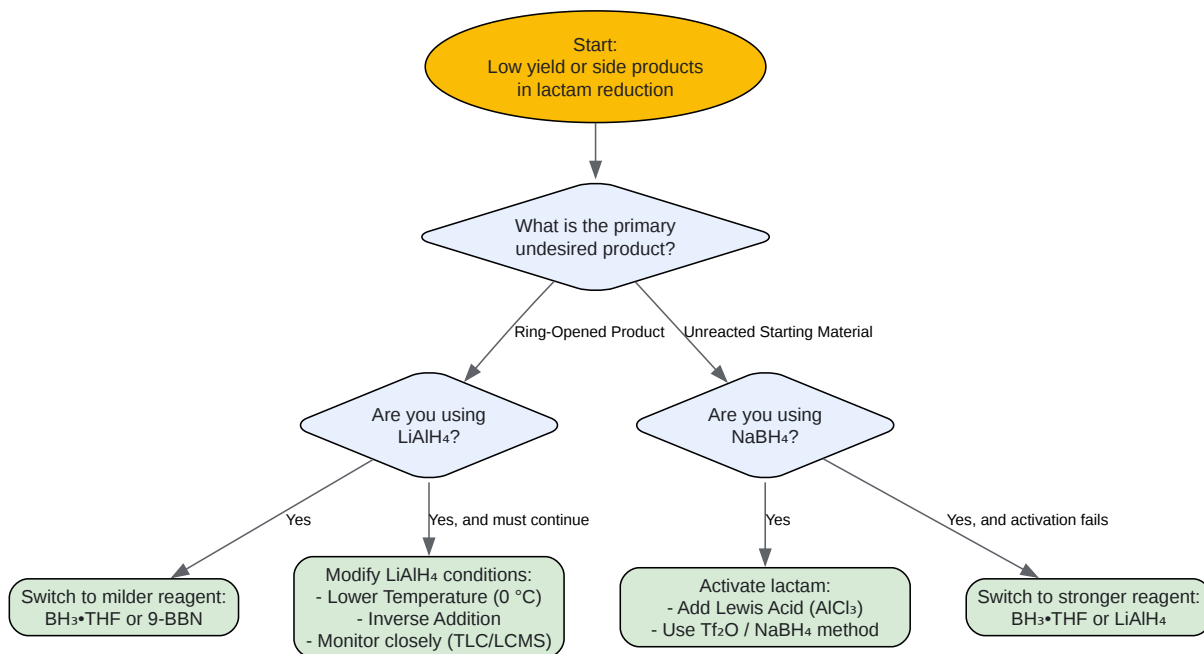 Start:
Low yield or side products
in lactam reduction
What is the primary
undesired product?
Ring-Opened Product
Unreacted Starting Material
Are you using
LiAlH₄?
Are you using
NaBH₄?
Yes
Yes, and must continue
Yes
Yes, and activation fails
Switch to milder reagent:
BH₃•THF or 9-BBN
Modify LiAlH₄ conditions:
- Lower Temperature (0 °C)
- Inverse Addition
- Monitor closely (TLC/LCMS)
Activate lactam:
- Add Lewis Acid (AlCl₃)
- Use Tf₂O / NaBH₄ method
Switch to stronger reagent:
BH₃•THF or LiAlH₄